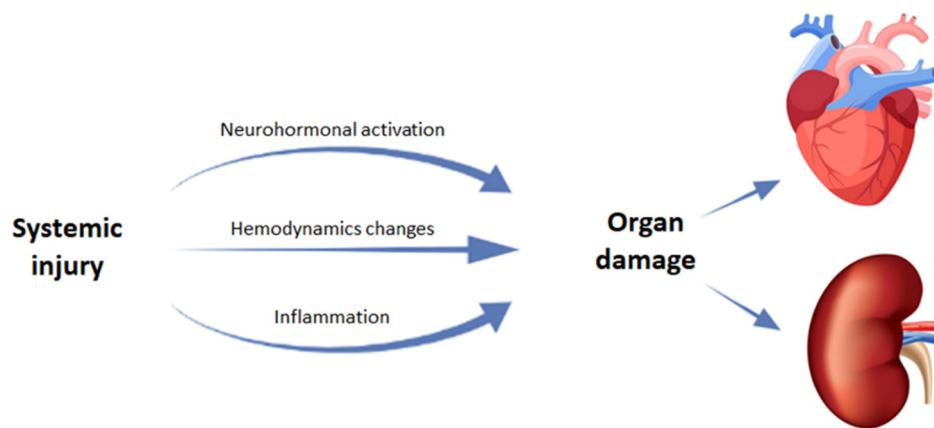 Neurohormonal activation
Systemic
injury
Hemodynamics changes
Organ
damage
Inflammation